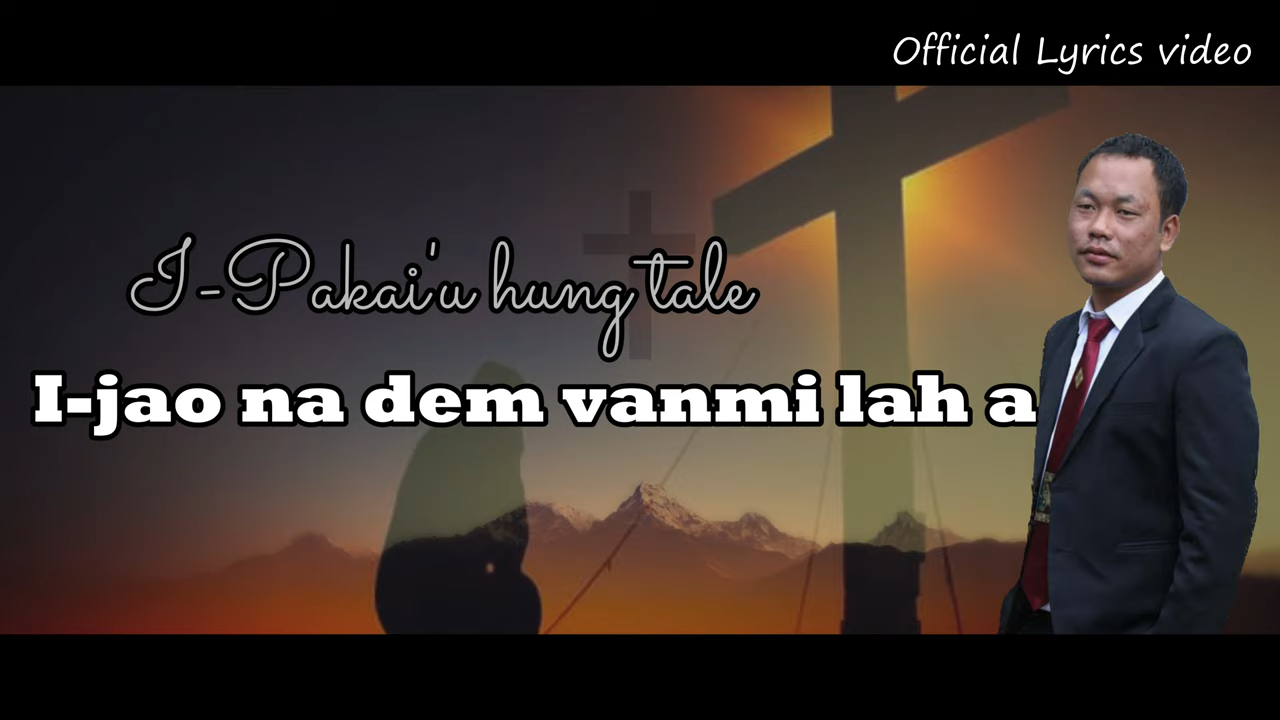 Official Lyrics video
I-Pakai'u hung tale
I-jao na dem vanmi lah a